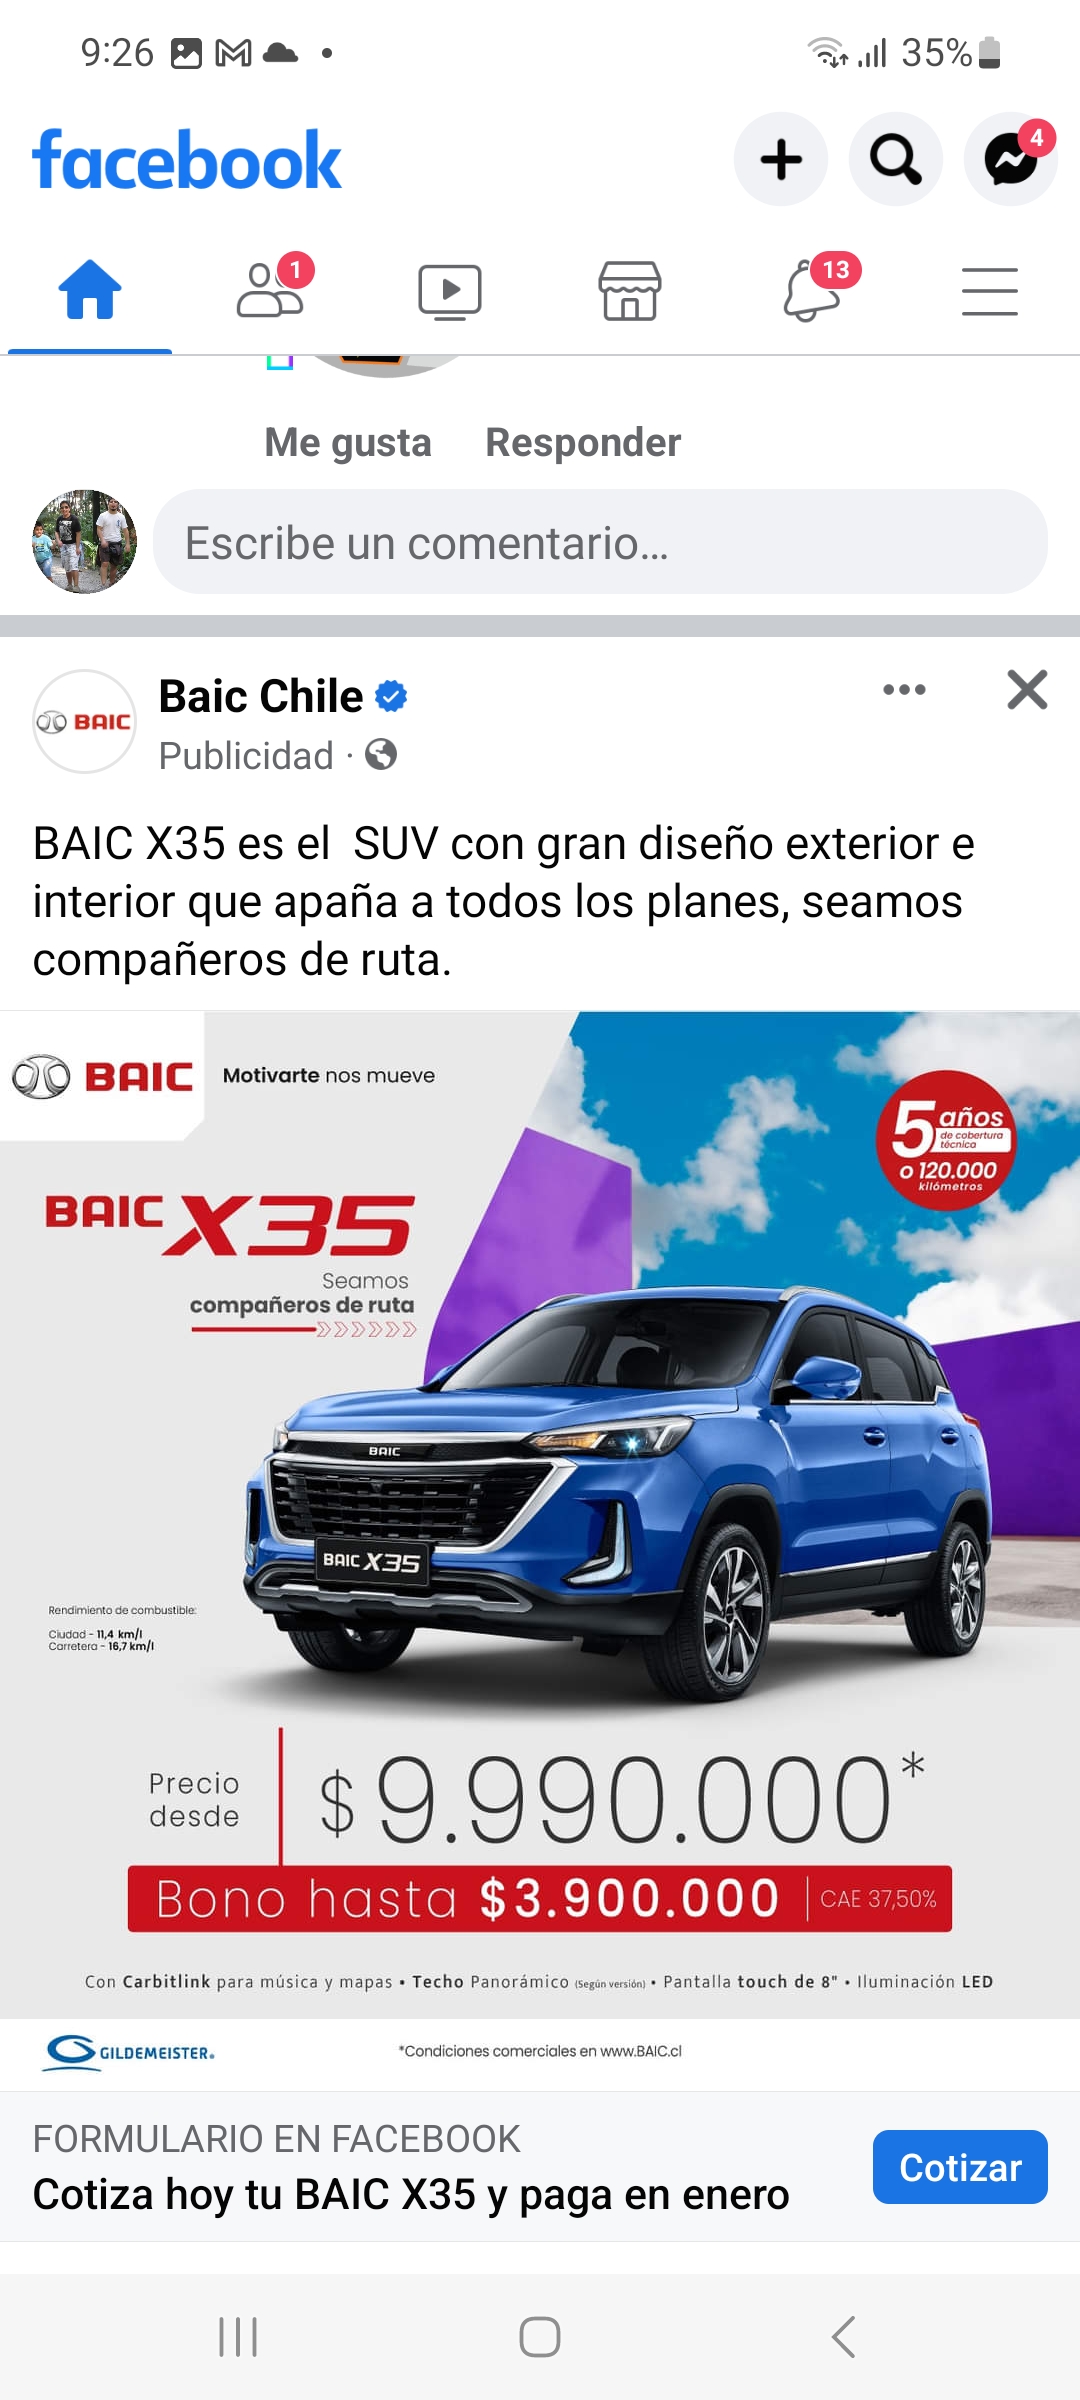 9:26
35%
facebook
4
1
13
Me gusta Responder
Escribe un comentario...
BAIC
Baic Chile
Publicidad ·
BAIC X35 es el  SUV con gran diseño exterior e
interior que apaña a todos los planes, seamos
compañeros de ruta.
BAIC
Motivarte nos mueve
5 años
de cobertura
técnica
o 120.000
kilómetros
BAIC X35
Seamos
compañeros de ruta
BAIC
BAIC X35
Rendimiento de combustible:
Ciudad - 11,4 km/l
Carretera - 16,7 km/l
Precio
desde
$ 9.990.000*
Bono hasta $3.900.000 | CAE 37,50%
Con Carbitlink para música y mapas • Techo Panorámico (Según versión) • Pantalla touch de 8" • Iluminación LED
GILDEMEISTER.
*Condiciones comerciales en www.BAIC.cl
FORMULARIO EN FACEBOOK
Cotiza hoy tu BAIC X35 y paga en enero
Cotizar